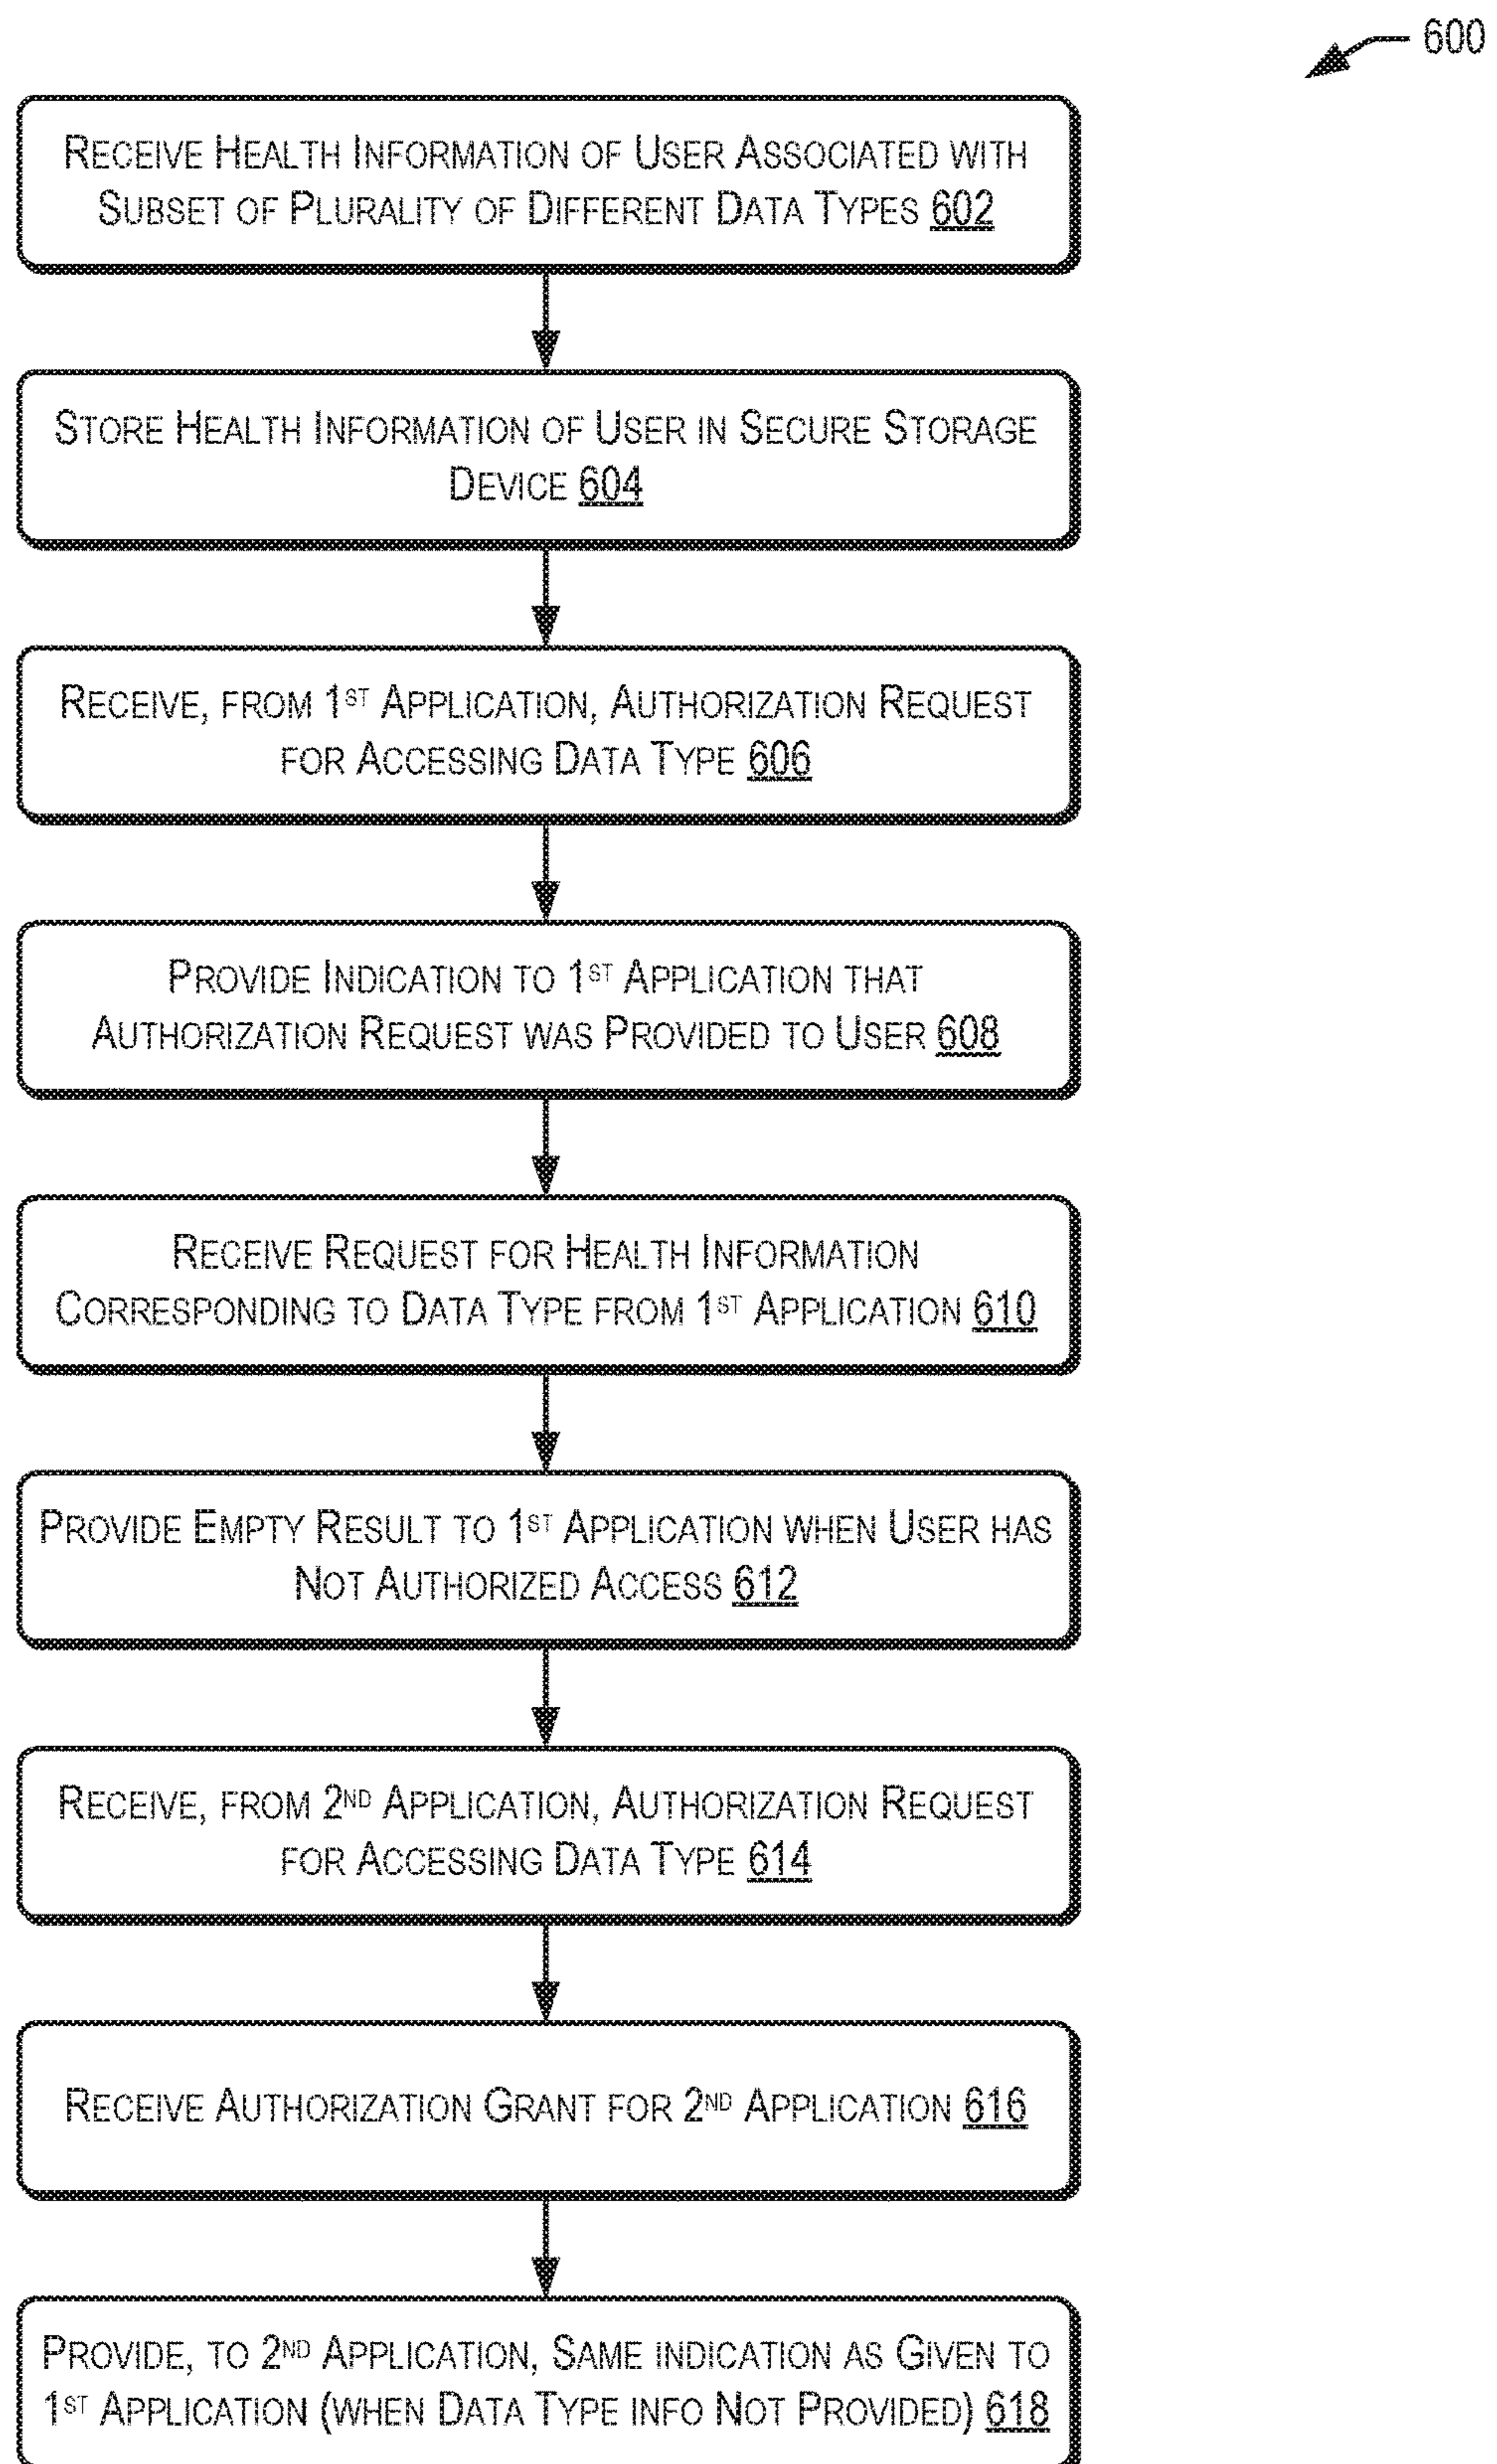 600
RECEIVE HEALTH INFORMATION OF USER ASSOCIATED WITH
SUBSET OF PLURALITY OF DIFFERENT DATA TYPES 602
STORE HEALTH INFORMATION OF USER IN SECURE STORAGE
DEVICE 604
RECEIVE, FROM 1ST APPLICATION, AUTHORIZATION REQUEST
FOR ACCESSING DATA TYPE 606
PROVIDE INDICATION TO 1ST APPLICATION THAT
AUTHORIZATION REQUEST WAS PROVIDED TO USER 608
RECEIVE REQUEST FOR HEALTH INFORMATION
CORRESPONDING TO DATA TYPE FROM 1ST APPLICATION 610
PROVIDE EMPTY RESULT TO 1ST APPLICATION WHEN USER HAS
NOT AUTHORIZED ACCESS 612
RECEIVE, FROM 2ND APPLICATION, AUTHORIZATION REQUEST
FOR ACCESSING DATA TYPE 614
RECEIVE AUTHORIZATION GRANT FOR 2ND APPLICATION 616
PROVIDE, TO 2ND APPLICATION, SAME INDICATION AS GIVEN TO
1ST APPLICATION (WHEN DATA TYPE INFO NOT PROVIDED) 618